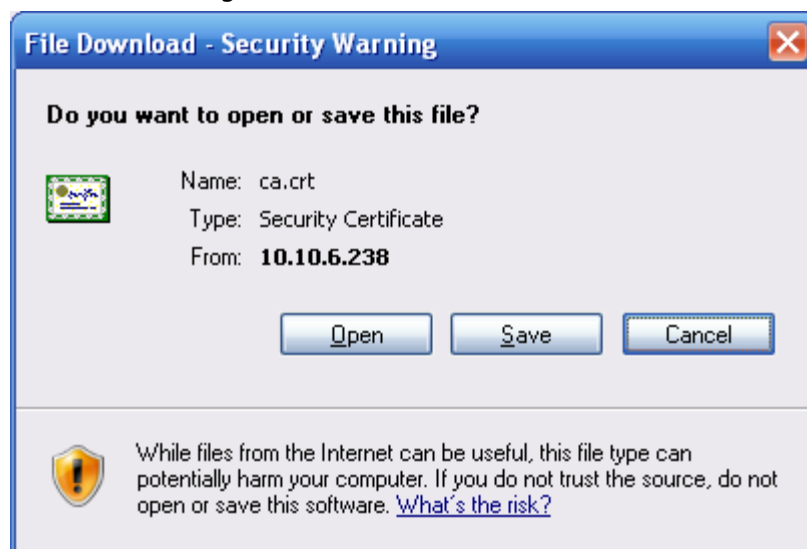 File Download - Security Warning
Do you want to open or save this file?
Name: ca.crt
Type: Security Certificate
From: 10.10.6.238
Open Save Cancel
While files from the Internet can be useful, this file type can
potentially harm your computer. If you do not trust the source, do not
open or save this software. What's the risk?